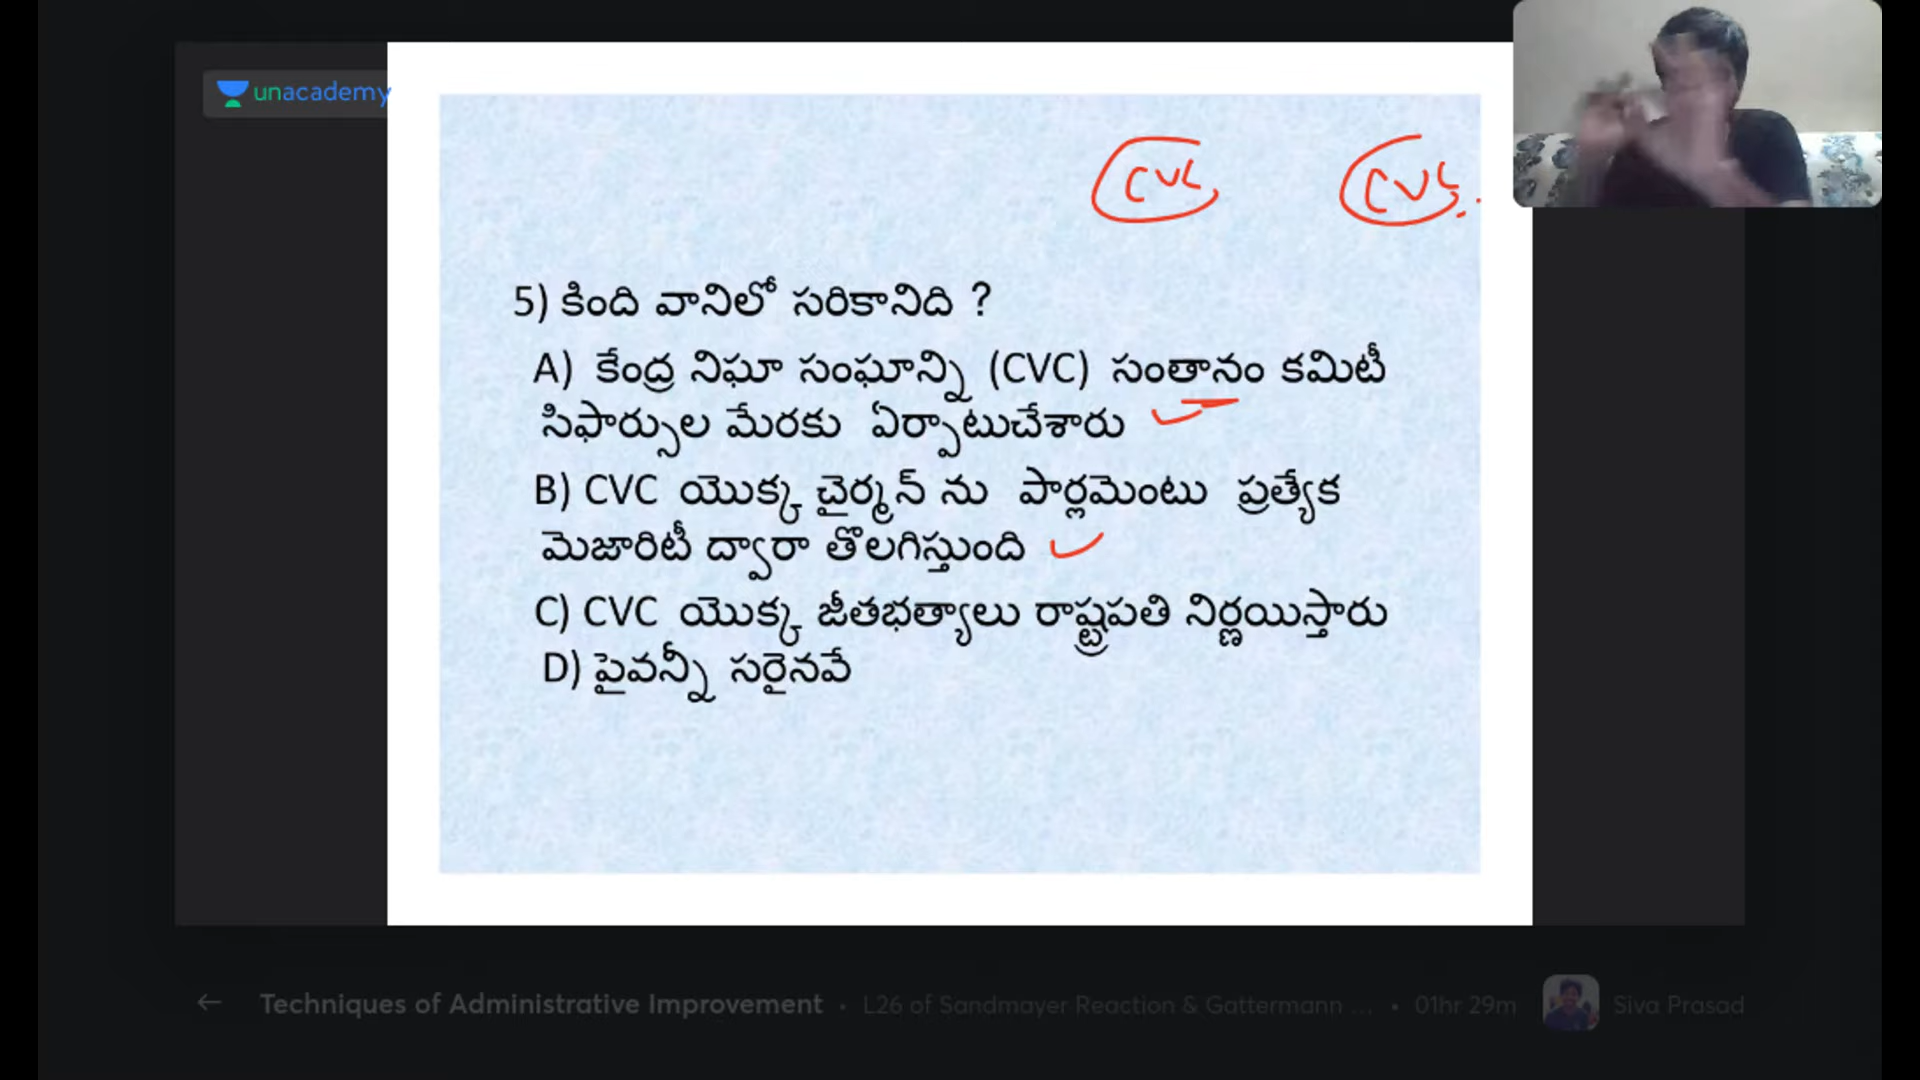 unacademy
CVC
CVC
5) కింది వానిలో సరికానిది ?
A) కేంద్ర నిఘా సంఘాన్ని (CVC) సంతానం కమిటీ
సిఫార్సుల మేరకు ఏర్పాటుచేశారు
B) CVC యొక్క చైర్మన్ ను పార్లమెంటు ప్రత్యేక
మెజారిటీ ద్వారా తొలగిస్తుంది
C) CVC యొక్క జీతభత్యాలు రాష్ట్రపతి నిర్ణయిస్తారు
D) పైవన్నీ సరైనవే
Techniques of Administrative Improvement • L26 of Sandmayer Reaction & Gattermann ... • 01hr 29m Siva Prasad